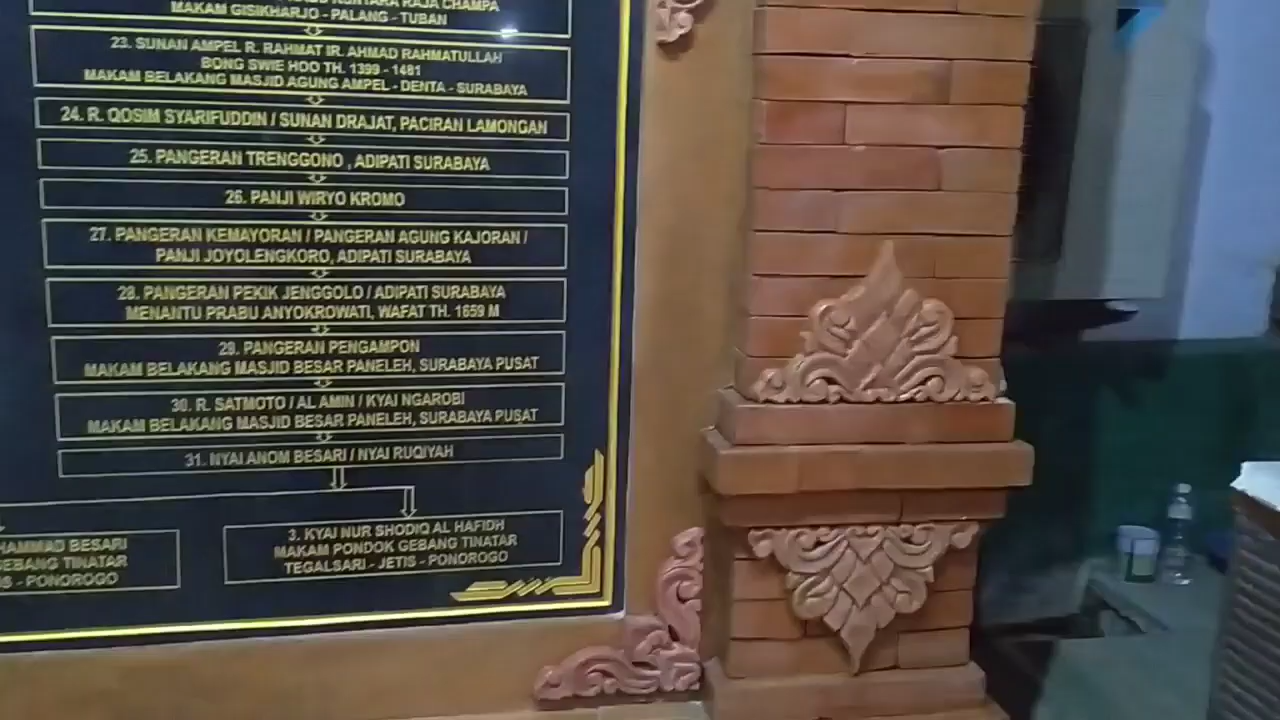 RAJA CHAMPA
MAKAM GISIKHARJO - PALANG - TUBAN
23. SUNAN AMPEL R. RAHMAT IR. AHMAD RAHMATULLAH
BONG SWIE HOO TH. 1399 - 1481
MAKAM BELAKANG MASJID AGUNG AMPEL - DENTA - SURABAYA
24. R. QOSIM SYARIFUDDIN / SUNAN DRAJAT, PACIRAN LAMONGAN
25. PANGERAN TRENGGONO , ADIPATI SURABAYA
26. PANJI WIRYO KROMO
27. PANGERAN KEMAYORAN / PANGERAN AGUNG KAJORAN /
PANJI JOYOLENGKORO, ADIPATI SURABAYA
28. PANGERAN PEKIK JENGGOLO / ADIPATI SURABAYA
MENANTU PRABU ANYOKROWATI, WAFAT TH. 1659 M
29. PANGERAN PENGAMPON
MAKAM BELAKANG MASJID BESAR PANELEH, SURABAYA PUSAT
30. R. SATMOTO / AL AMIN / KYAI NGAROBI
MAKAM BELAKANG MASJID BESAR PANELEH, SURABAYA PUSAT
31. NYAI ANOM BESARI / NYAI RUQIYAH
HAMMAD BESARI
GEBANG TINATAR
IS - PONOROGO
3. KYAI NUR SHODIQ AL HAFIDH
MAKAM PONDOK GEBANG TINATAR
TEGALSARI - JETIS - PONOROGO